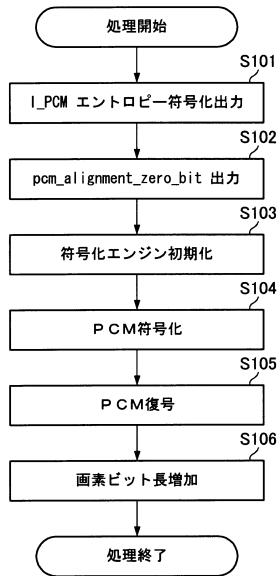 処理開始
S101
I_PCM エントロピー符号化出力
S102
pcm_alignment_zero_bit 出力
S103
符号化エンジン初期化
S104
ＰＣＭ符号化
S105
ＰＣＭ復号
S106
画素ビット長増加
処理終了